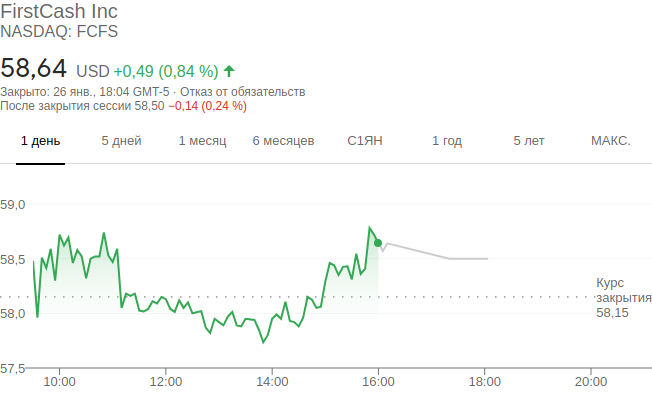 FirstCash Inc
NASDAQ: FCFS
58,64 USD +0,49 (0,84 %)
Закрыто: 26 янв., 18:04 GMT-5 · Отказ от обязательств
После закрытия сессии 58,50 −0,14 (0,24 %)
1 день 5 дней 1 месяц 6 месяцев С1ЯН 1 год 5 лет МАКС.
59,0
58,5
Курс
закрытия
58,15
58,0
57,5
10:00 12:00 14:00 16:00 18:00 20:00